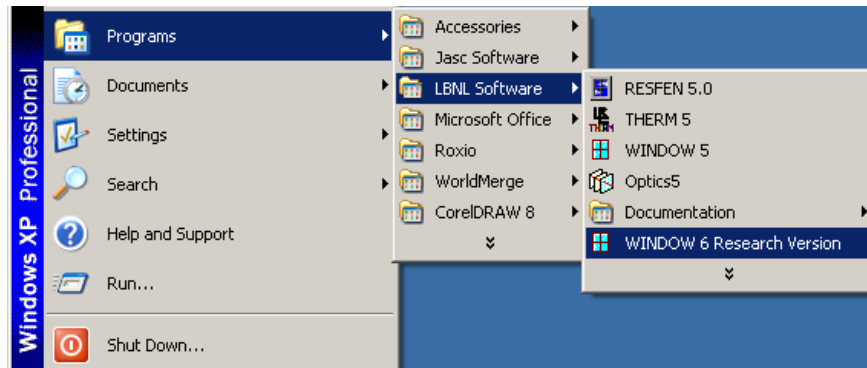 Windows XP Professional
Programs
Documents
Settings
Search
Help and Support
Run...
Shut Down...
Accessories
Jasc Software
LBNL Software
Microsoft Office
Roxio
WorldMerge
CorelDRAW 8
RESFEN 5.0
THERM 5
WINDOW 5
Optics5
Documentation
WINDOW 6 Research Version